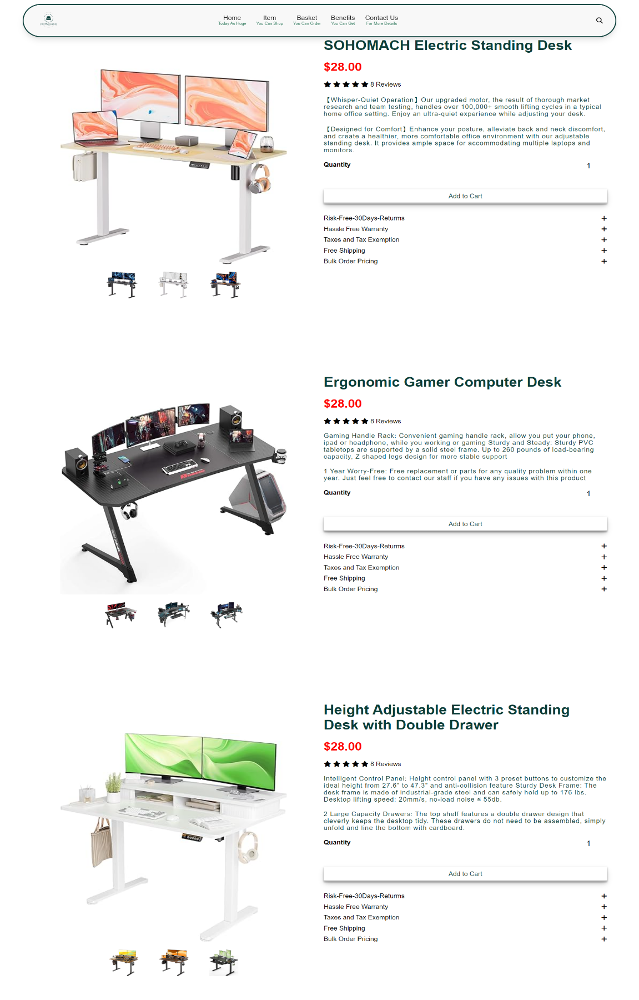 Home
Today As Huge
Item
You Can Shop
Basket
You Can Order
Benefits
You Can Get
Contact Us
For More Details
SOHOMACH Electric Standing Desk
$28.00
8 Reviews
【Whisper-Quiet Operation】Our upgraded motor, the result of thorough market
research and team testing, handles over 100,000+ smooth lifting cycles in a typical
home office setting. Enjoy an ultra-quiet experience while adjusting your desk.
【Designed for Comfort】Enhance your posture, alleviate back and neck discomfort,
and create a healthier, more comfortable office environment with our adjustable
standing desk. It provides ample space for accommodating multiple laptops and
monitors.
Quantity 1
Add to Cart
Risk-Free-30Days-Returms +
Hassle Free Warranty +
Taxes and Tax Exemption +
Free Shipping +
Bulk Order Pricing +
Ergonomic Gamer Computer Desk
$28.00
8 Reviews
Gaming Handle Rack: Convenient gaming handle rack, allow you put your phone,
ipad or headphone, while you working or gaming Sturdy and Steady: Sturdy PVC
tabletops are supported by a solid steel frame. Up to 260 pounds of load-bearing
capacity, Z shaped legs design for more stable support
1 Year Worry-Free: Free replacement or parts for any quality problem within one
year. Just feel free to contact our staff if you have any issues with this product
Quantity 1
Add to Cart
Risk-Free-30Days-Returms +
Hassle Free Warranty +
Taxes and Tax Exemption +
Free Shipping +
Bulk Order Pricing +
Height Adjustable Electric Standing
Desk with Double Drawer
$28.00
8 Reviews
Intelligent Control Panel: Height control panel with 3 preset buttons to customize the
ideal height from 27.6" to 47.3" and anti-collision feature Sturdy Desk Frame: The
desk frame is made of industrial-grade steel and can safely hold up to 176 lbs.
Desktop lifting speed: 20mm/s, no-load noise ≤ 55db.
2 Large Capacity Drawers: The top shelf features a double drawer design that
cleverly keeps the desktop tidy. These drawers do not need to be assembled, simply
unfold and line the bottom with cardboard.
Quantity 1
Add to Cart
Risk-Free-30Days-Returms +
Hassle Free Warranty +
Taxes and Tax Exemption +
Free Shipping +
Bulk Order Pricing +